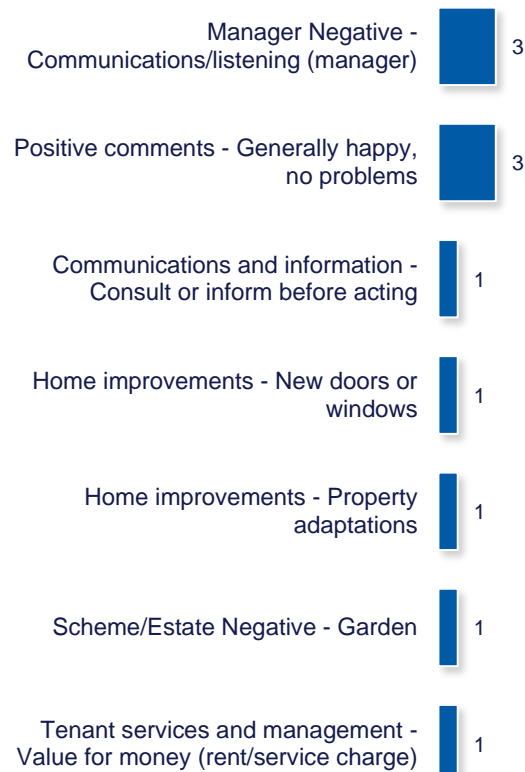 Manager Negative -
Communications/listening (manager)
3
Positive comments - Generally happy,
no problems
3
Communications and information -
Consult or inform before acting
1
Home improvements - New doors or
windows
1
Home improvements - Property
adaptations
1
Scheme/Estate Negative - Garden
1
Tenant services and management -
Value for money (rent/service charge)
1